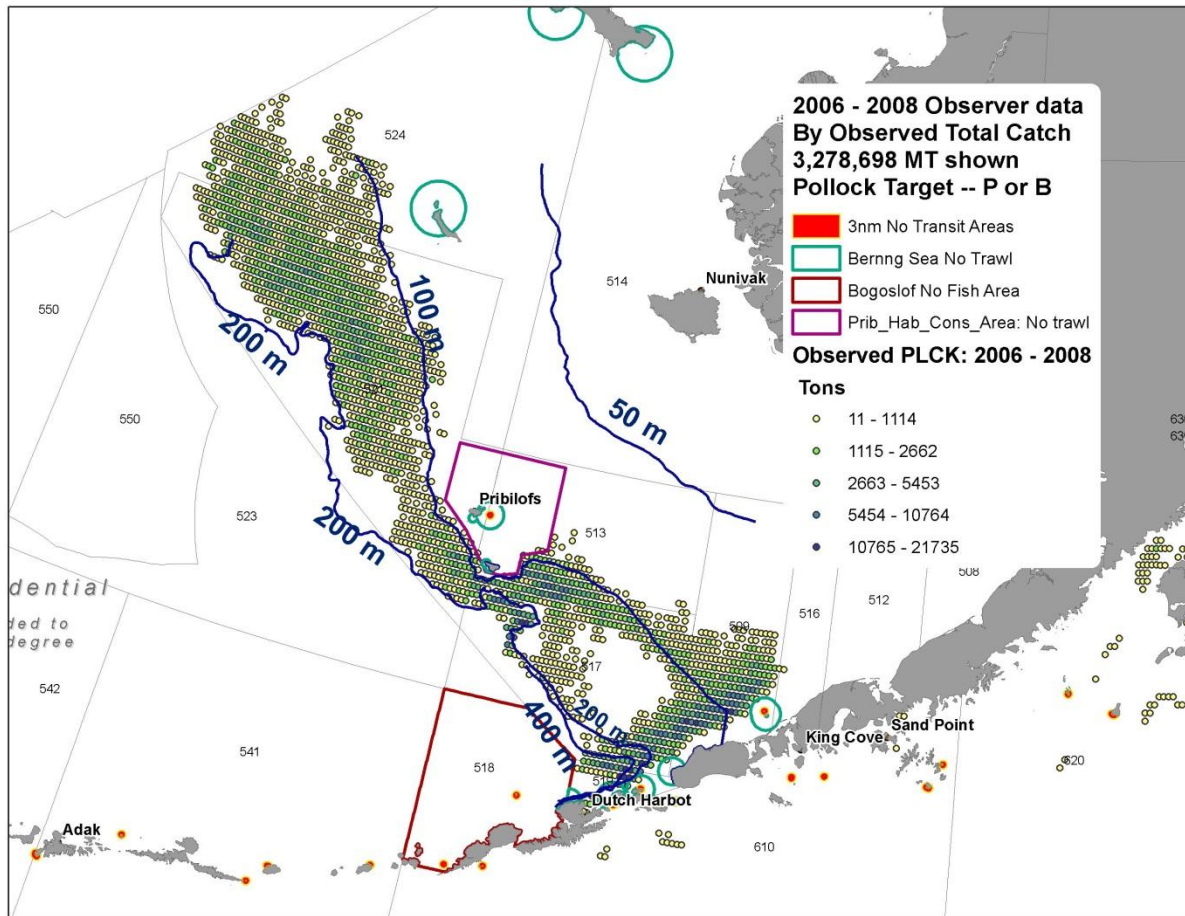 2006 - 2008 Observer data
By Observed Total Catch
3,278,698 MT shown
Pollock Target -- P or B
3nm No Transit Areas
Bernng Sea No Trawl
Bogoslof No Fish Area
Prib_Hab_Cons_Area: No trawl
Observed PLCK: 2006 - 2008
Tons
11 - 1114
1115 - 2662
2663 - 5453
5454 - 10764
10765 - 21735
524
514
Nunivak
550
100 m
200 m
550
50 m
523
200 m
Pribilofs
513
508
512
516
509
517
dential
ded to
degree
542
541
518
400 m
200 m
Dutch Harbot
King Cove
Sand Point
620
610
Adak